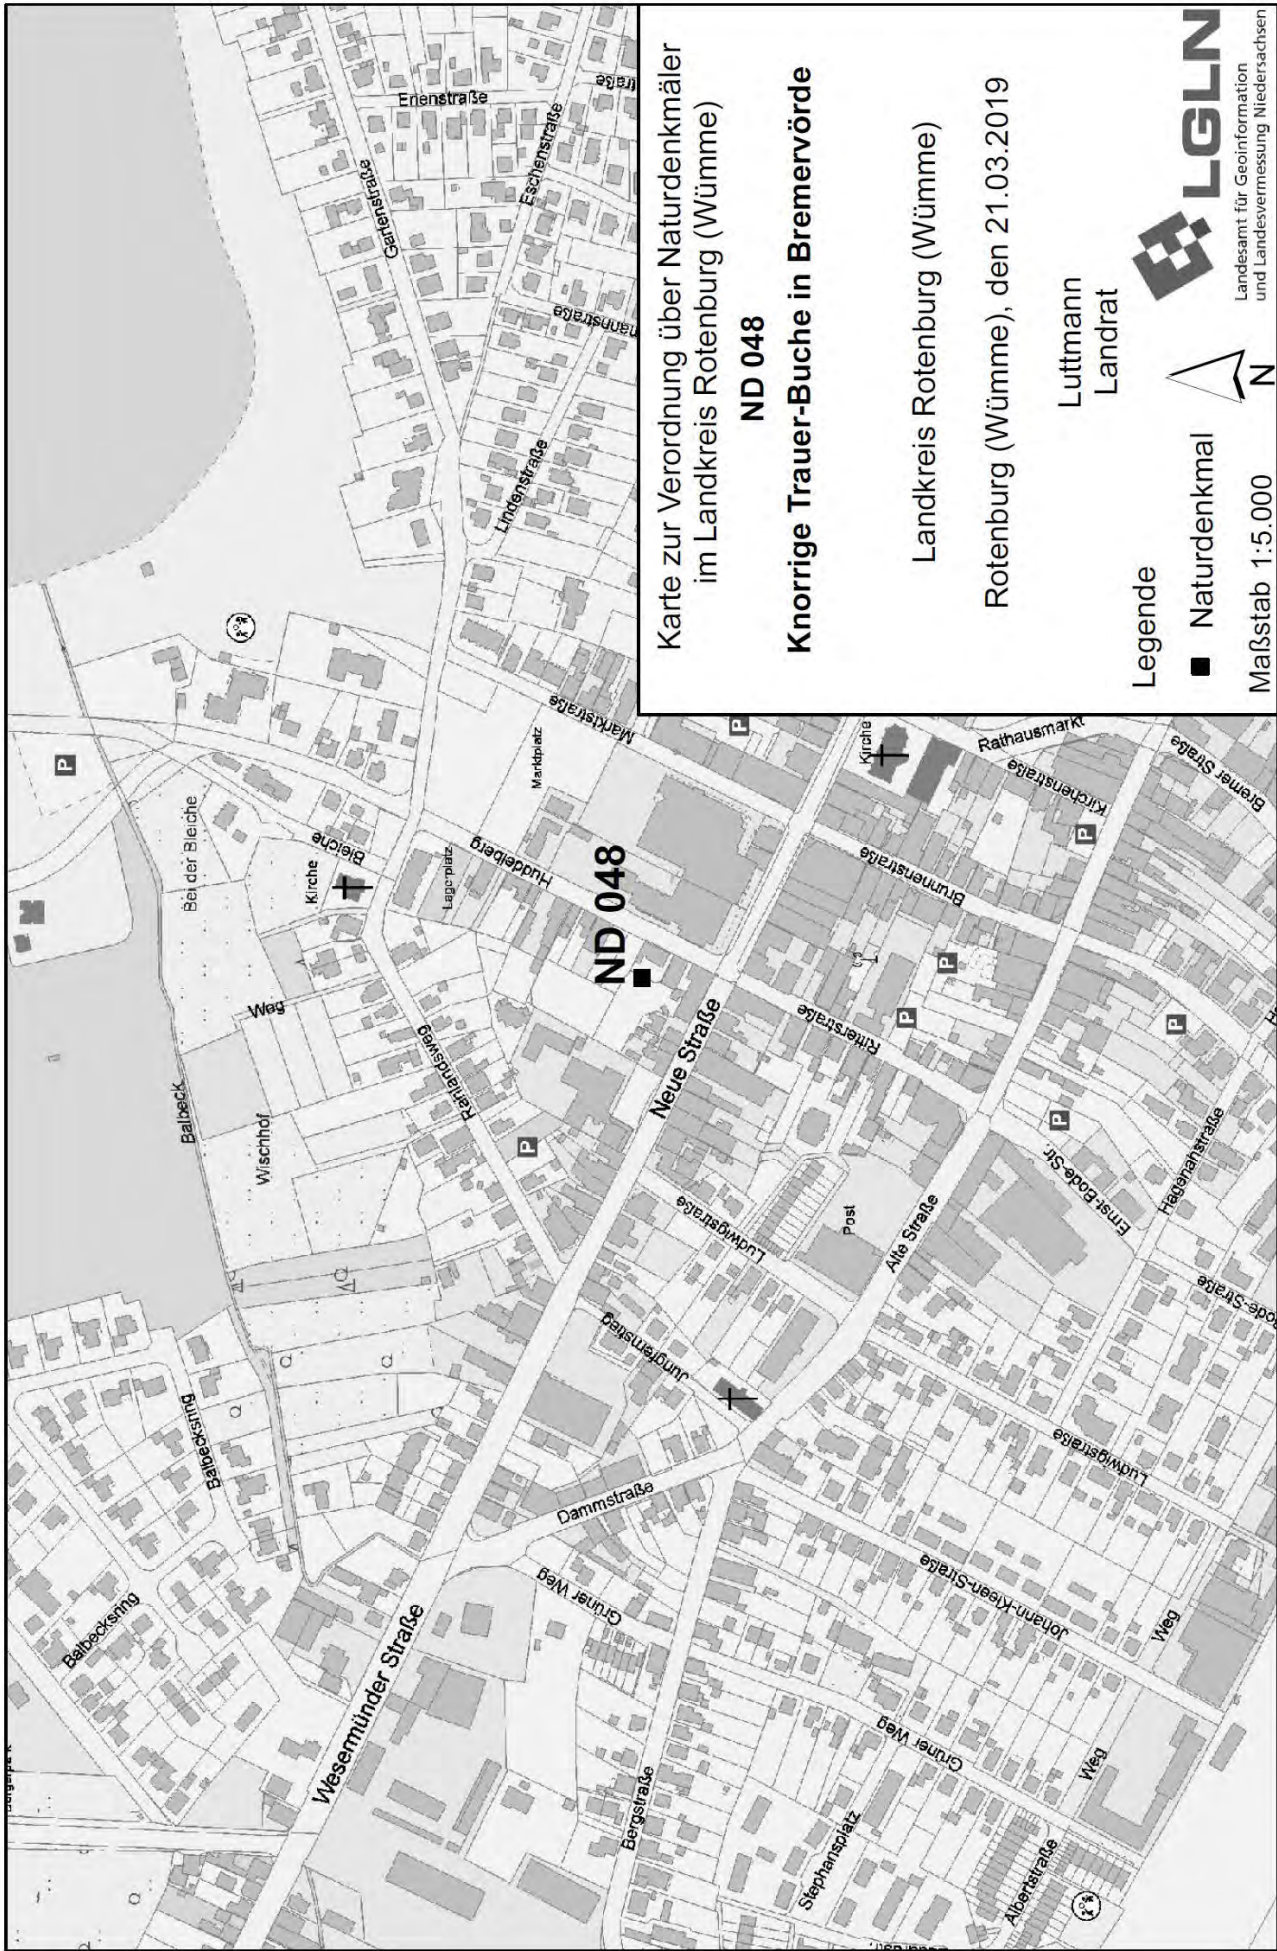 Karte zur Verordnung über Naturdenkmäler
im Landkreis Rotenburg (Wümme)
ND 048
Knorrige Trauer-Buche in Bremervörde
Landkreis Rotenburg (Wümme)
Rotenburg (Wümme), den 21.03.2019
Luttmann
Landrat
Legende
Naturdenkmal
Maßstab 1:5.000
N
LGLN
Landesamt für Geoinformation
und Landesvermessung Niedersachsen
ND 048
Balbecksring
Balbecksring
Balbeck
Wischhof
Weg
Bei der Bleiche
P
Bleiche
Kirche
Lagerplatz
Rahlandsweg
P
Huddelberg
Marktplatz
Marktstraße
Lindenstraße
Gartenstraße
Eschenstraße
Erlenstraße
Wesermünder Straße
Neue Straße
Dammstraße
Grüner Weg
Jungfernstieg
Ludwigstraße
Post
Alte Straße
Ritterstraße
P
P
P
P
P
P
Brunnenstraße
Kirche
Rathausmarkt
Kirchenstraße
Bremer Straße
Ernst-Bode-Str
Hagenahstraße
Bode-Straße
Ludwigstraße
Johann-Kleen-Straße
Weg
Weg
Grüner Weg
Bergstraße
Stephansplatz
Albertstraße